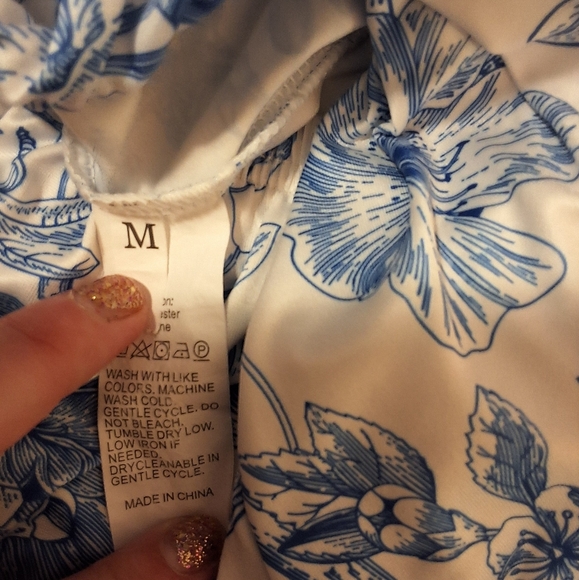 M
WASH WITH LIKE
COLORS. MACHINE
WASH COLD.
GENTLE CYCLE. DO
NOT BLEACH.
TUMBLE DRY LOW.
LOW IRON IF
NEEDED.
DRYCLEANABLE IN
GENTLE CYCLE.
MADE IN CHINA